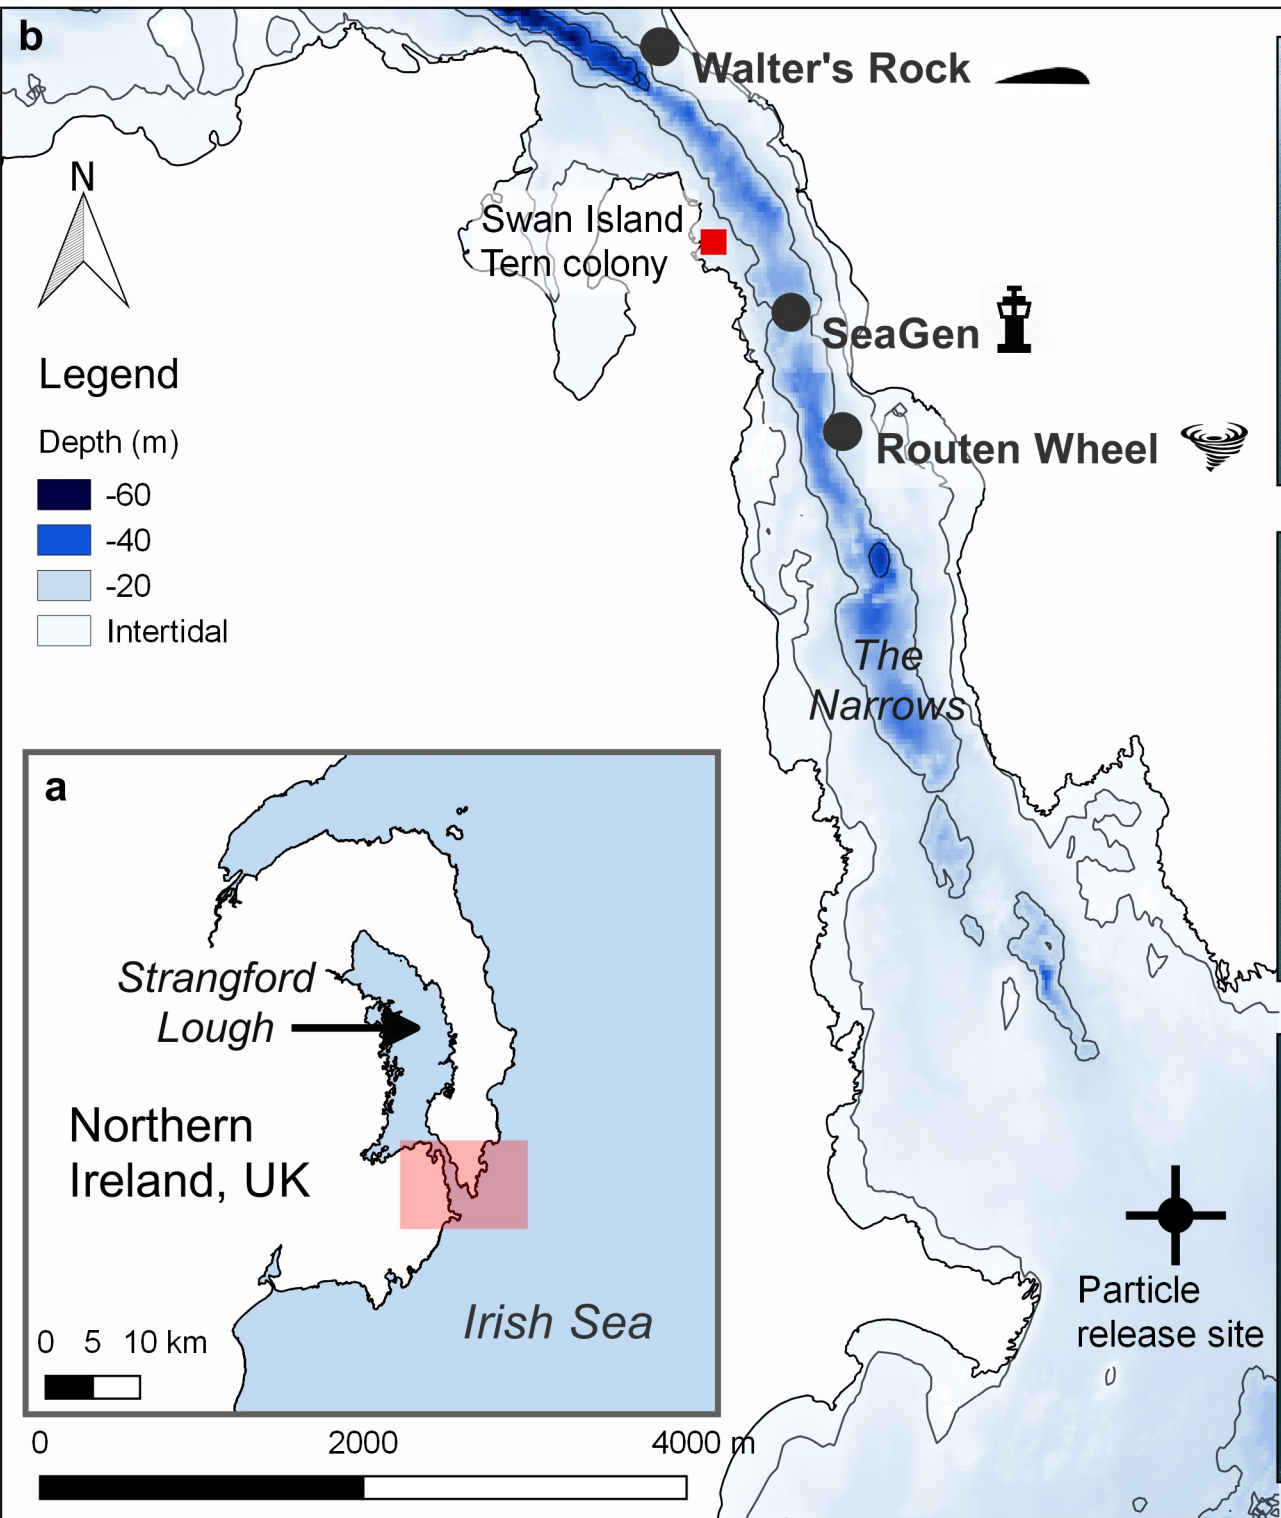 b
Walter's Rock
N
Swan Island
Tern colony
SeaGen
Legend
Routen Wheel
Depth (m)
-60
-40
-20
Intertidal
The
Narrows
a
Strangford
Lough
Northern
Ireland, UK
Irish Sea
0 5 10 km
Particle
release site
0 2000 4000 m